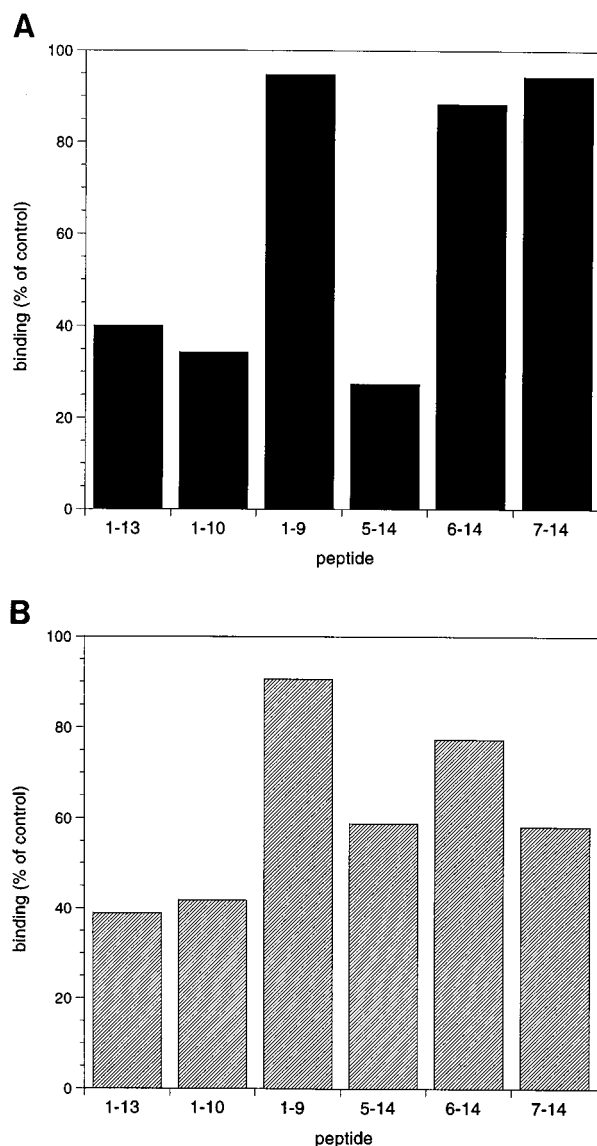 A
100
80
60
40
20
0
binding (% of control)
1-13 1-10 1-9 5-14 6-14 7-14
peptide
B
100
80
60
40
20
0
binding (% of control)
1-13 1-10 1-9 5-14 6-14 7-14
peptide